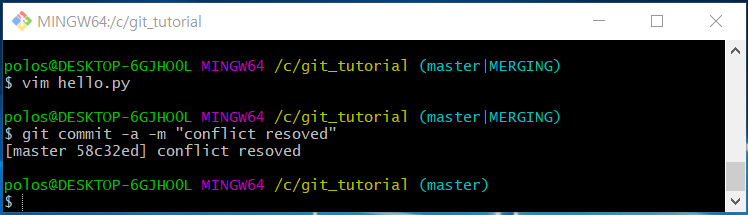 MINGW64:/c/git_tutorial
polos@DESKTOP-6GJHOOL MINGW64 /c/git_tutorial (master|MERGING)
$ vim hello.py
polos@DESKTOP-6GJHOOL MINGW64 /c/git_tutorial (master|MERGING)
$ git commit -a -m "conflict resoved"
[master 58c32ed] conflict resoved
polos@DESKTOP-6GJHOOL MINGW64 /c/git_tutorial (master)
$